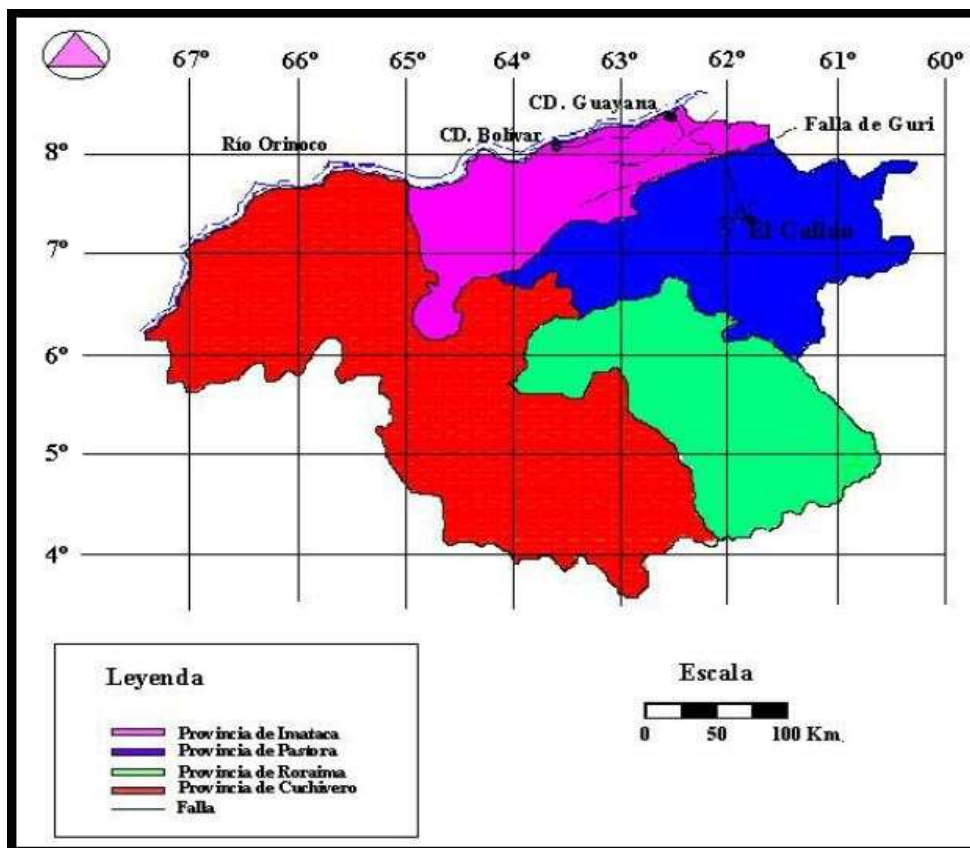 67º 66º 65º 64º 63º 62º 61º 60º
CD. Guayana
Falla de Guri
CD. Bolivar
Río Orinoco
8º
El Callao
7º
6º
5º
4º
Leyenda
Provincia de Imataca
Provincia de Pastora
Provincia de Roraima
Provincia de Cuchivero
Falla
Escala
0 50 100 Km.